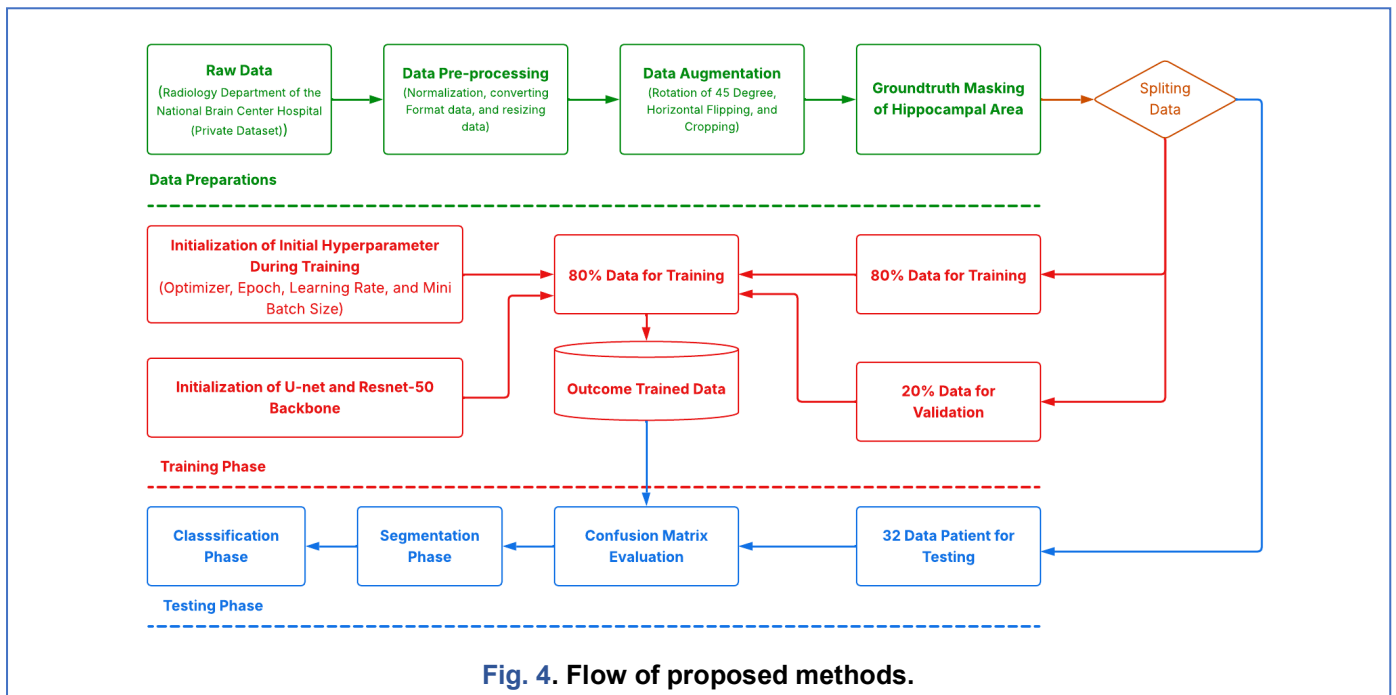 Raw Data
(Radiology Department of the
National Brain Center Hospital
(Private Dataset))
Data Pre-processing
(Normalization, converting
Format data, and resizing
data)
Data Augmentation
(Rotation of 45 Degree,
Horizontal Flipping, and
Cropping)
Groundtruth Masking
of Hippocampal Area
Spliting
Data
Data Preparations
Initialization of Initial Hyperparameter
During Training
(Optimizer, Epoch, Learning Rate, and Mini
Batch Size)
80% Data for Training
80% Data for Training
Initialization of U-net and Resnet-50
Backbone
Outcome Trained Data
20% Data for
Validation
Training Phase
Classsification
Phase
Segmentation
Phase
Confusion Matrix
Evaluation
32 Data Patient for
Testing
Testing Phase
Fig. 4. Flow of proposed methods.